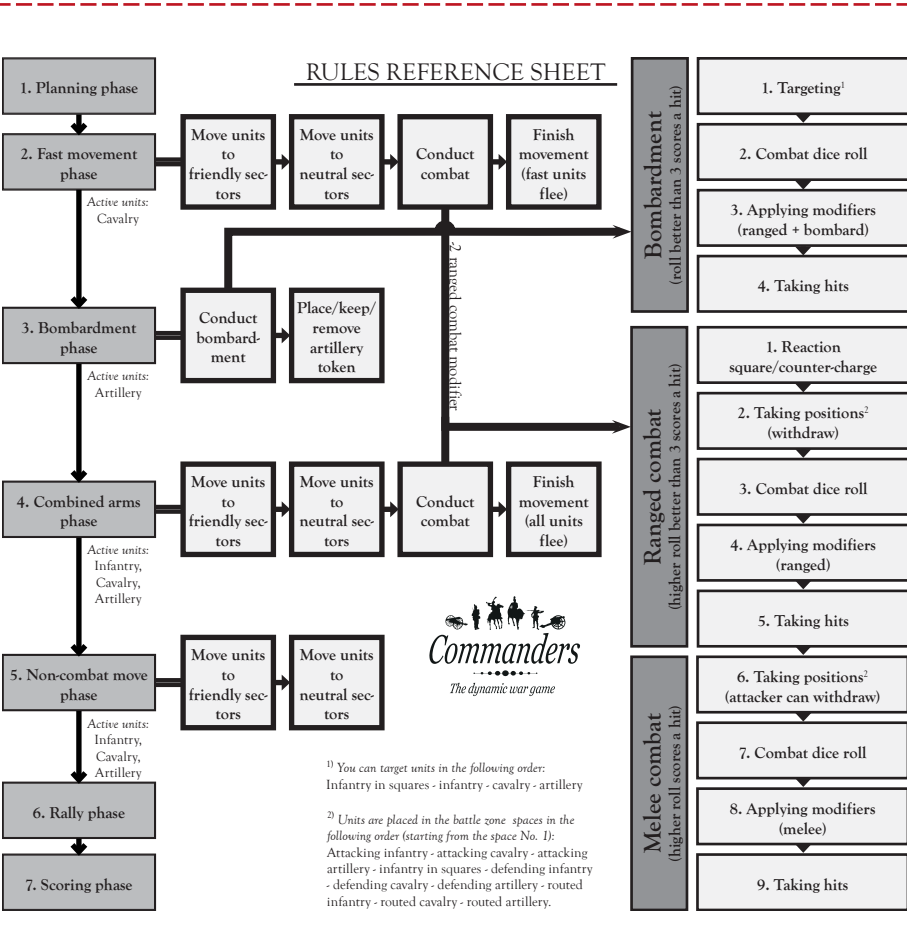 RULES REFERENCE SHEET
1. Planning phase
2. Fast movement
phase
Active units:
Cavalry
Move units
to
friendly sec-
tors
Move units
to
neutral sec-
tors
Conduct
combat
Finish
movement
(fast units
flee)
3. Bombardment
phase
Active units:
Artillery
Conduct
bombard-
ment
Place/keep/
remove
artillery
token
-2 ranged combat modifier
4. Combined arms
phase
Active units:
Infantry,
Cavalry,
Artillery
Move units
to
friendly sec-
tors
Move units
to
neutral sec-
tors
Conduct
combat
Finish
movement
(all units
flee)
5. Non-combat move
phase
Active units:
Infantry,
Cavalry,
Artillery
Move units
to
friendly sec-
tors
Move units
to
neutral sec-
tors
6. Rally phase
7. Scoring phase
Commanders
The dynamic war game
1) You can target units in the following order:
Infantry in squares - infantry - cavalry - artillery
2) Units are placed in the battle zone spaces in the
following order (starting from the space No. 1):
Attacking infantry - attacking cavalry - attacking
artillery - infantry in squares - defending infantry
- defending cavalry - defending artillery - routed
infantry - routed cavalry - routed artillery.
Bombardment
(roll better than 3 scores a hit)
1. Targeting1
2. Combat dice roll
3. Applying modifiers
(ranged + bombard)
4. Taking hits
Ranged combat
(higher roll better than 3 scores a hit)
1. Reaction
square/counter-charge
2. Taking positions2
(withdraw)
3. Combat dice roll
4. Applying modifiers
(ranged)
5. Taking hits
Melee combat
(higher roll scores a hit)
6. Taking positions2
(attacker can withdraw)
7. Combat dice roll
8. Applying modifiers
(melee)
9. Taking hits